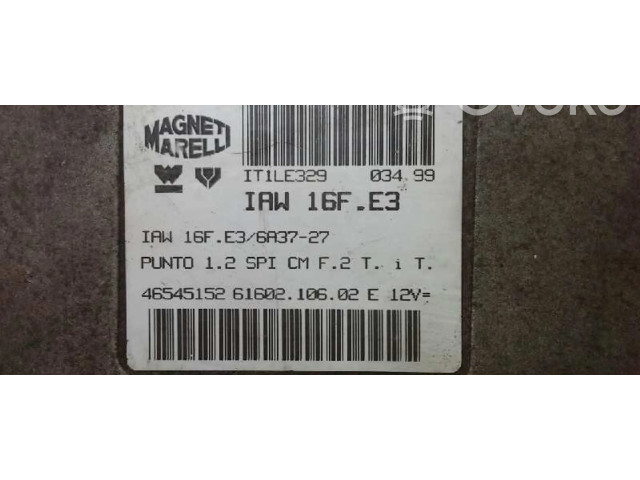 MAGNETI
MARELLI
IT1LE329 034.99
IAW 16F.E3
IAW 16F.E3/6A37-27
PUNTO 1.2 SPI CM F.2 T. i T.
46545152 61602.106.02 E 12V=